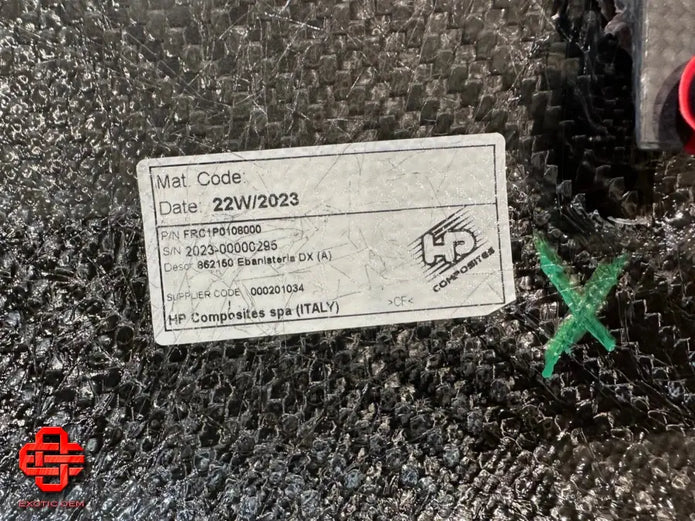 Mat. Code:
Date: 22W/2023
P/N FRC1P0108000
S/N 2023-00000295
Descr 862160 Ebanisteria DX (A)
SUPPLIER CODE 000201034
HP Composites spa (ITALY)
>CF<
HP
COMPOSITES
EXOTIC OEM